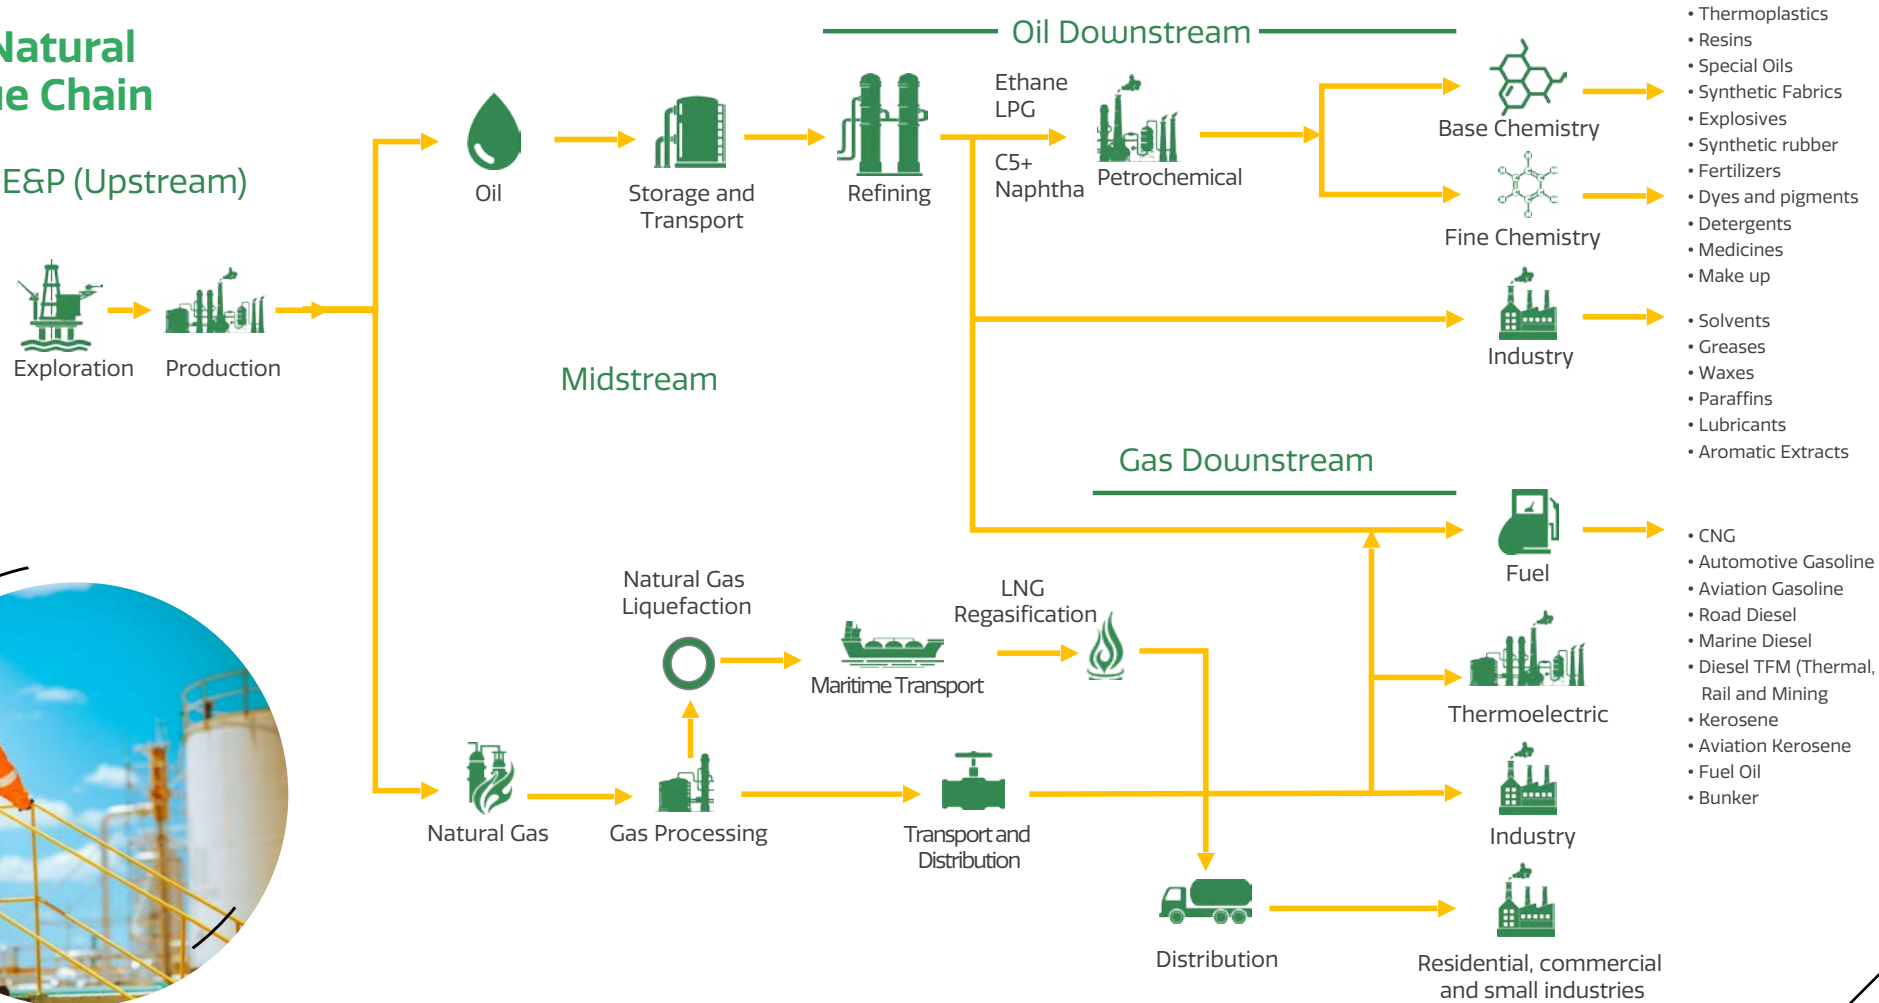 Natural
ue Chain
E&P (Upstream)
Exploration
Production
Oil Downstream
Oil
Storage and
Transport
Refining
Ethane
LPG
C5+
Naphtha
Petrochemical
Base Chemistry
Fine Chemistry
• Thermoplastics
• Resins
• Special Oils
• Synthetic Fabrics
• Explosives
• Synthetic rubber
• Fertilizers
• Dyes and pigments
• Detergents
• Medicines
• Make up
Industry
• Solvents
• Greases
• Waxes
• Paraffins
• Lubricants
• Aromatic Extracts
Midstream
Gas Downstream
Fuel
• CNG
• Automotive Gasoline
• Aviation Gasoline
• Road Diesel
• Marine Diesel
• Diesel TFM (Thermal,
Rail and Mining
• Kerosene
• Aviation Kerosene
• Fuel Oil
• Bunker
Natural Gas
Liquefaction
Maritime Transport
LNG
Regasification
Thermoelectric
Natural Gas
Gas Processing
Transport and
Distribution
Industry
Distribution
Residential, commercial
and small industries